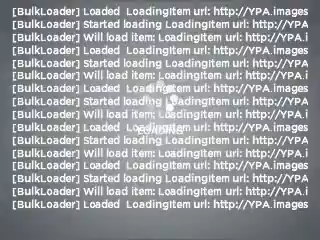 [BulkLoader] Loaded  LoadingItem url: http://YPA.images
[BulkLoader] Started loading LoadingItem url: http://YPA
[BulkLoader] Will load item: LoadingItem url: http://YPA.i
[BulkLoader] Loaded  LoadingItem url: http://YPA.images
[BulkLoader] Started loading LoadingItem url: http://YPA
[BulkLoader] Will load item: LoadingItem url: http://YPA.i
[BulkLoader] Loaded  LoadingItem url: http://YPA.images
[BulkLoader] Started loading LoadingItem url: http://YPA
[BulkLoader] Will load item: LoadingItem url: http://YPA.i
[BulkLoader] Loaded  LoadingItem url: http://YPA.images
[BulkLoader] Started loading LoadingItem url: http://YPA
[BulkLoader] Will load item: LoadingItem url: http://YPA.i
[BulkLoader] Loaded  LoadingItem url: http://YPA.images
[BulkLoader] Started loading LoadingItem url: http://YPA
[BulkLoader] Will load item: LoadingItem url: http://YPA.i
[BulkLoader] Loaded  LoadingItem url: http://YPA.images